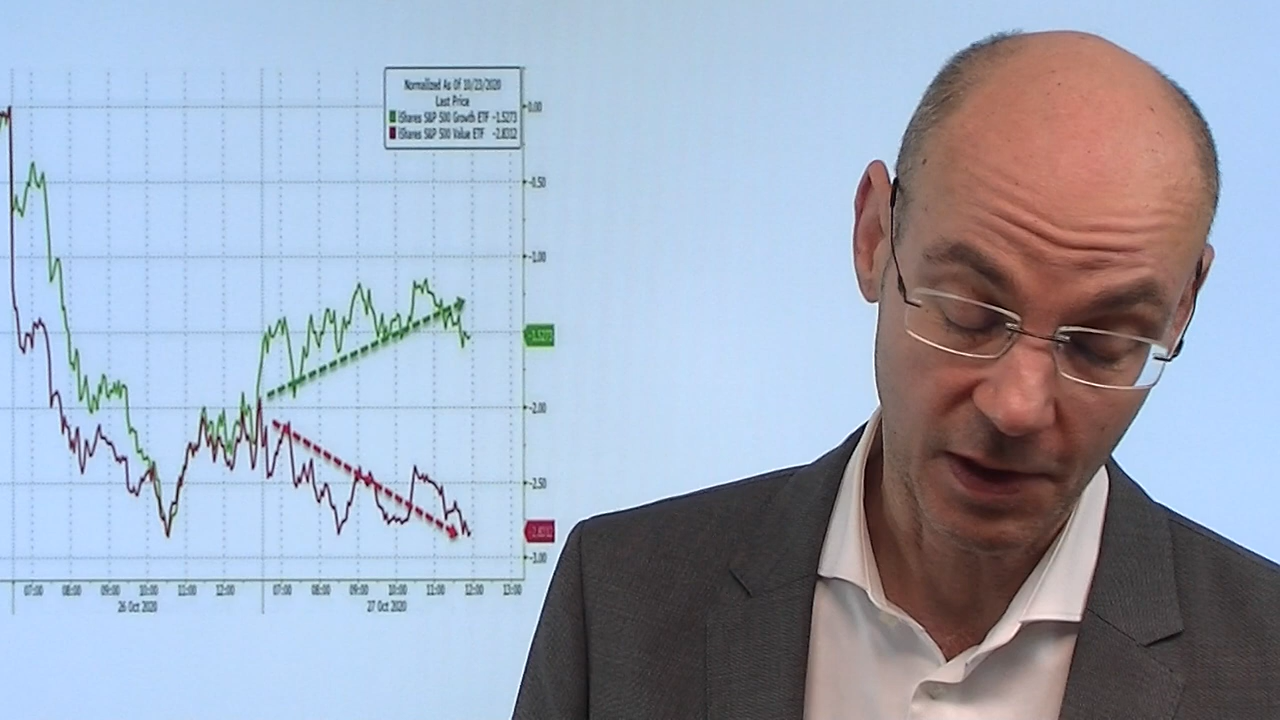 Normalized As Of 10/23/2020
Last Price
iShares S&P 500 Growth ETF -1.5273
iShares S&P 500 Value ETF -2.8312
0.00
-0.50
-1.00
-1.5273
-2.00
-2.50
-2.8312
-3.00
07:00 08:00 09:00 10:00 11:00 12:00 07:00 08:00 09:00 10:00 11:00 12:00 13:00
26 Oct 2020 27 Oct 2020